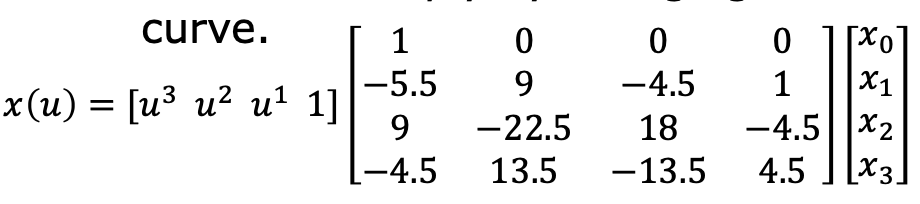 curve.
x(u) = [u³ u² u¹ 1] [1 0 0 0; −5.5 9 −4.5 1; 9 −22.5 18 −4.5; −4.5 13.5 −13.5 4.5] [x₀; x₁; x₂; x₃]